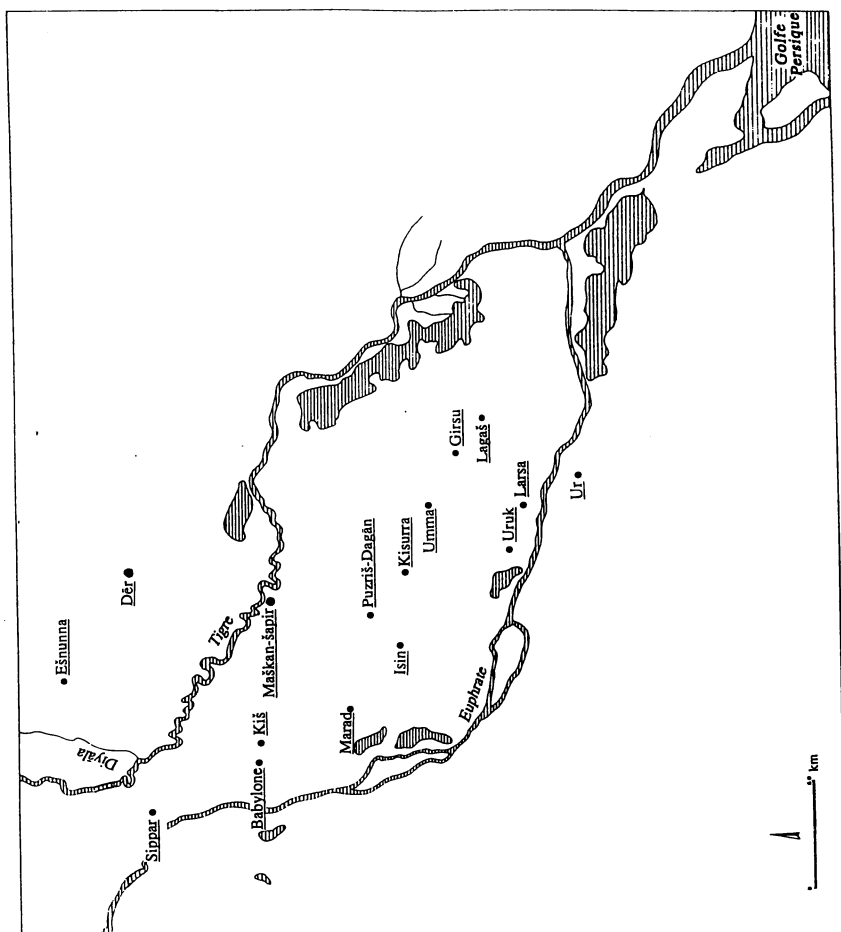 Golfe
Persique
Ešnunna
Dēr
Tigre
Diyāla
Maškan-šapir
Sippar
Kiš
Babylone
Marad
Puzriš-Dagān
Kisurra
Umma
Isin
Girsu
Lagaš
Larsa
Uruk
Ur
Euphrate
km